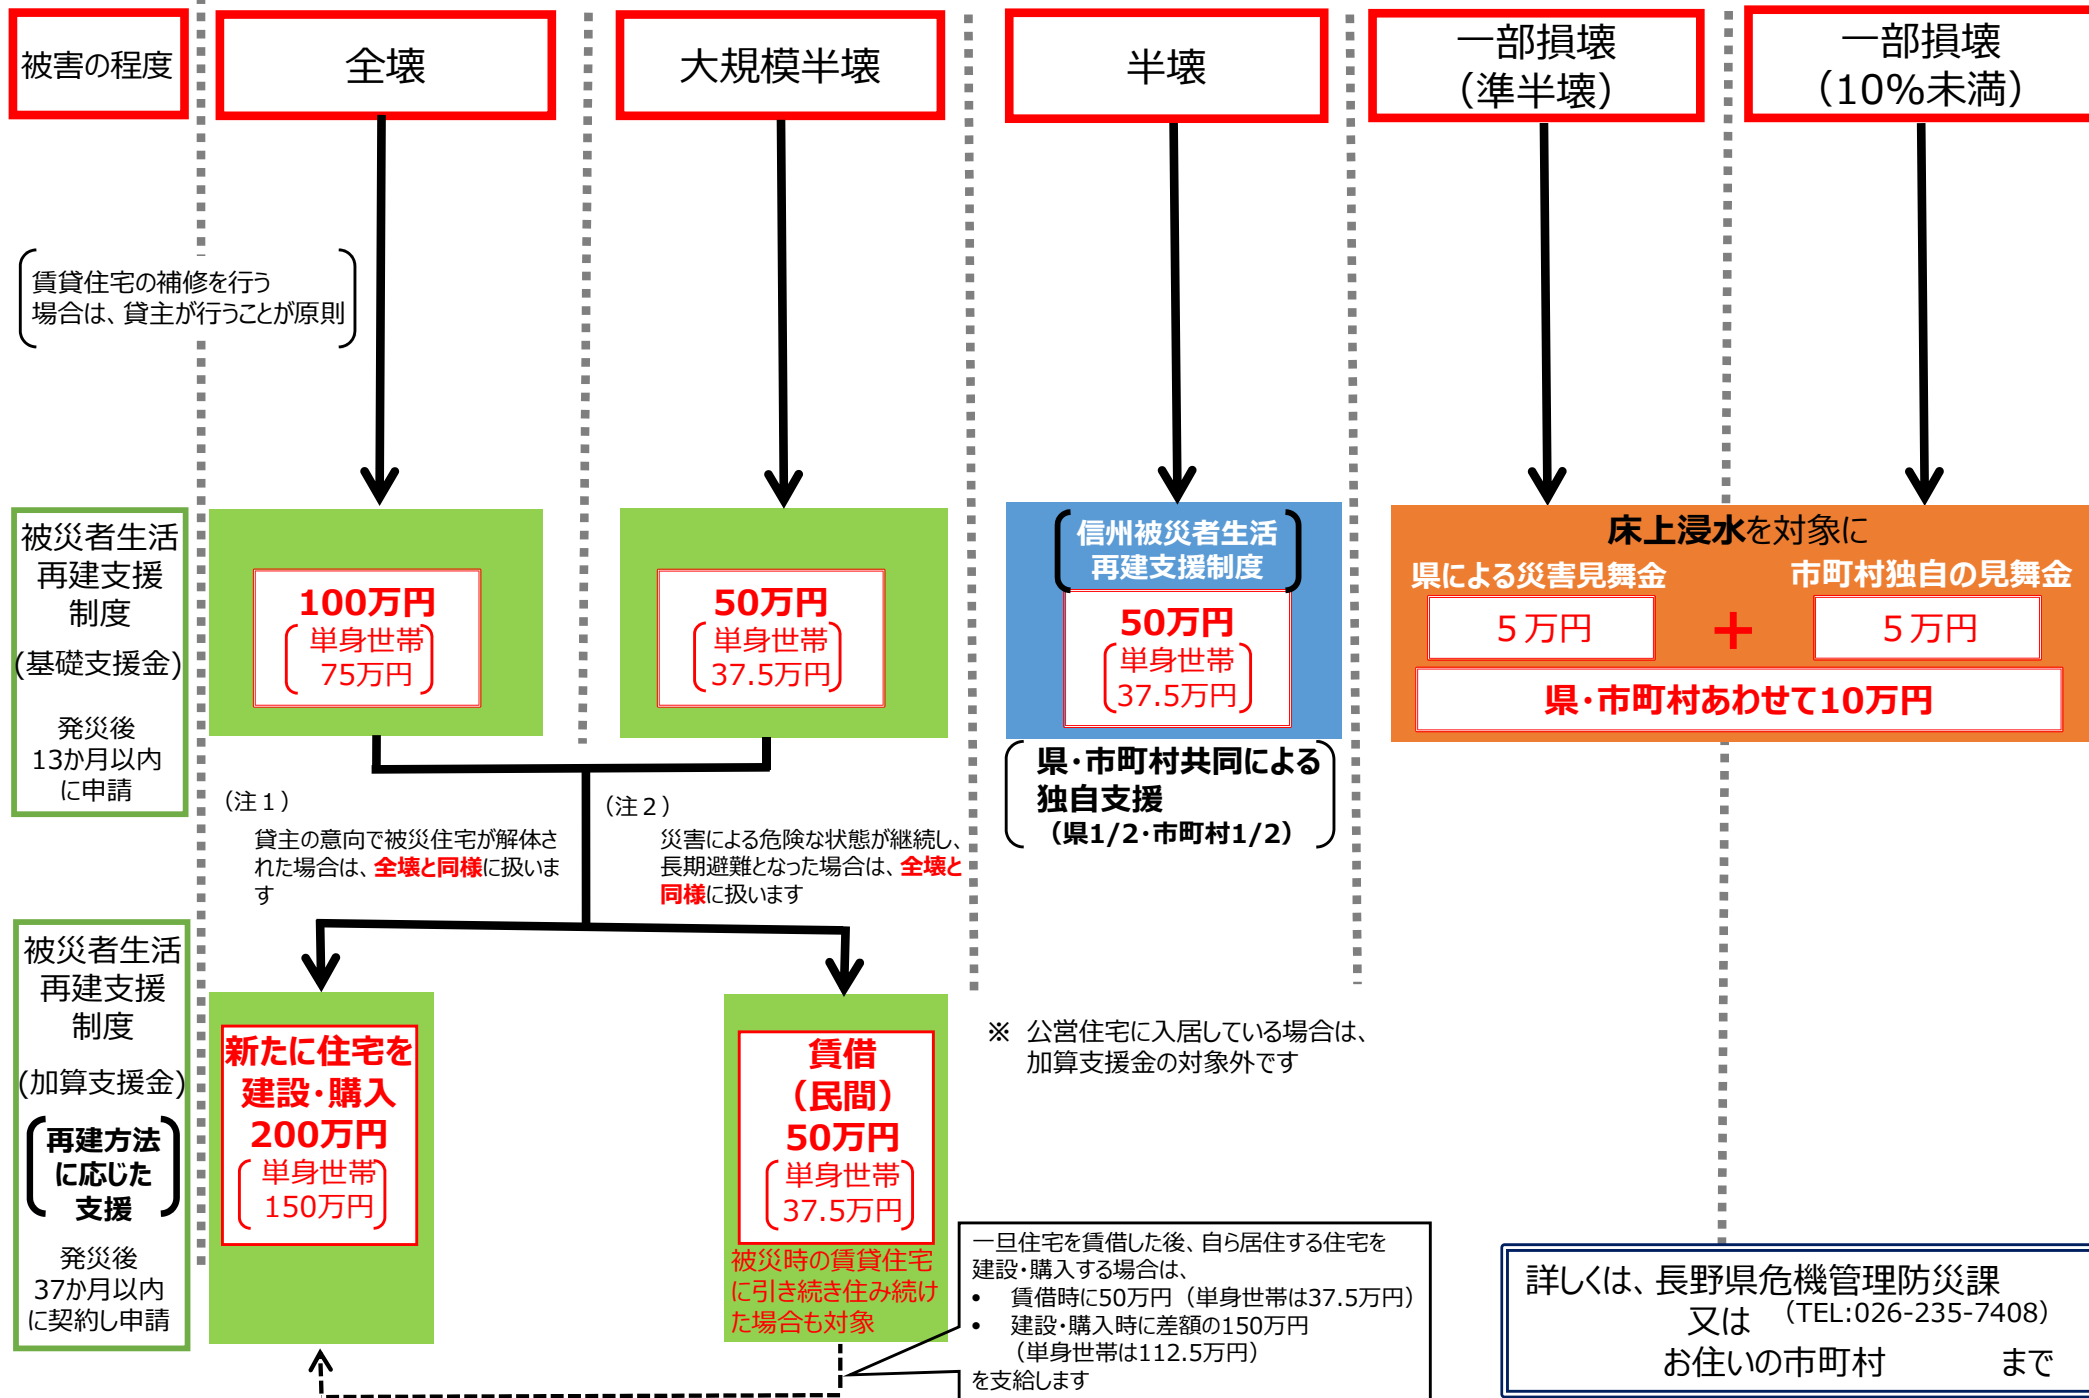 被害の程度
全壊
大規模半壊
半壊
一部損壊
（準半壊）
一部損壊
（10%未満）
賃貸住宅の補修を行う
場合は、貸主が行うことが原則
被災者生活
再建支援
制度
(基礎支援金)
発災後
13か月以内
に申請
100万円
単身世帯
75万円
50万円
単身世帯
37.5万円
信州被災者生活
再建支援制度
50万円
単身世帯
37.5万円
県・市町村共同による
独自支援
（県1/2・市町村1/2）
床上浸水を対象に
県による災害見舞金
市町村独自の見舞金
５万円
＋
５万円
県・市町村あわせて10万円
（注１）
貸主の意向で被災住宅が解体さ
れた場合は、全壊と同様に扱いま
す
（注２）
災害による危険な状態が継続し、
長期避難となった場合は、全壊と
同様に扱います
被災者生活
再建支援
制度
(加算支援金)
再建方法
に応じた
支援
発災後
37か月以内
に契約し申請
新たに住宅を
建設・購入
200万円
単身世帯
150万円
賃借
（民間）
50万円
単身世帯
37.5万円
被災時の賃貸住宅
に引き続き住み続け
た場合も対象
※ 公営住宅に入居している場合は、
加算支援金の対象外です
一旦住宅を賃借した後、自ら居住する住宅を
建設・購入する場合は、
• 賃借時に50万円（単身世帯は37.5万円）
• 建設・購入時に差額の150万円
（単身世帯は112.5万円）
を支給します
詳しくは、長野県危機管理防災課
又は （TEL:026-235-7408）
お住いの市町村 まで